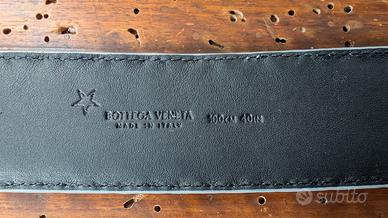 BOTTEGA VENETA 100CM 40IN
MADE IN ITALY
subito